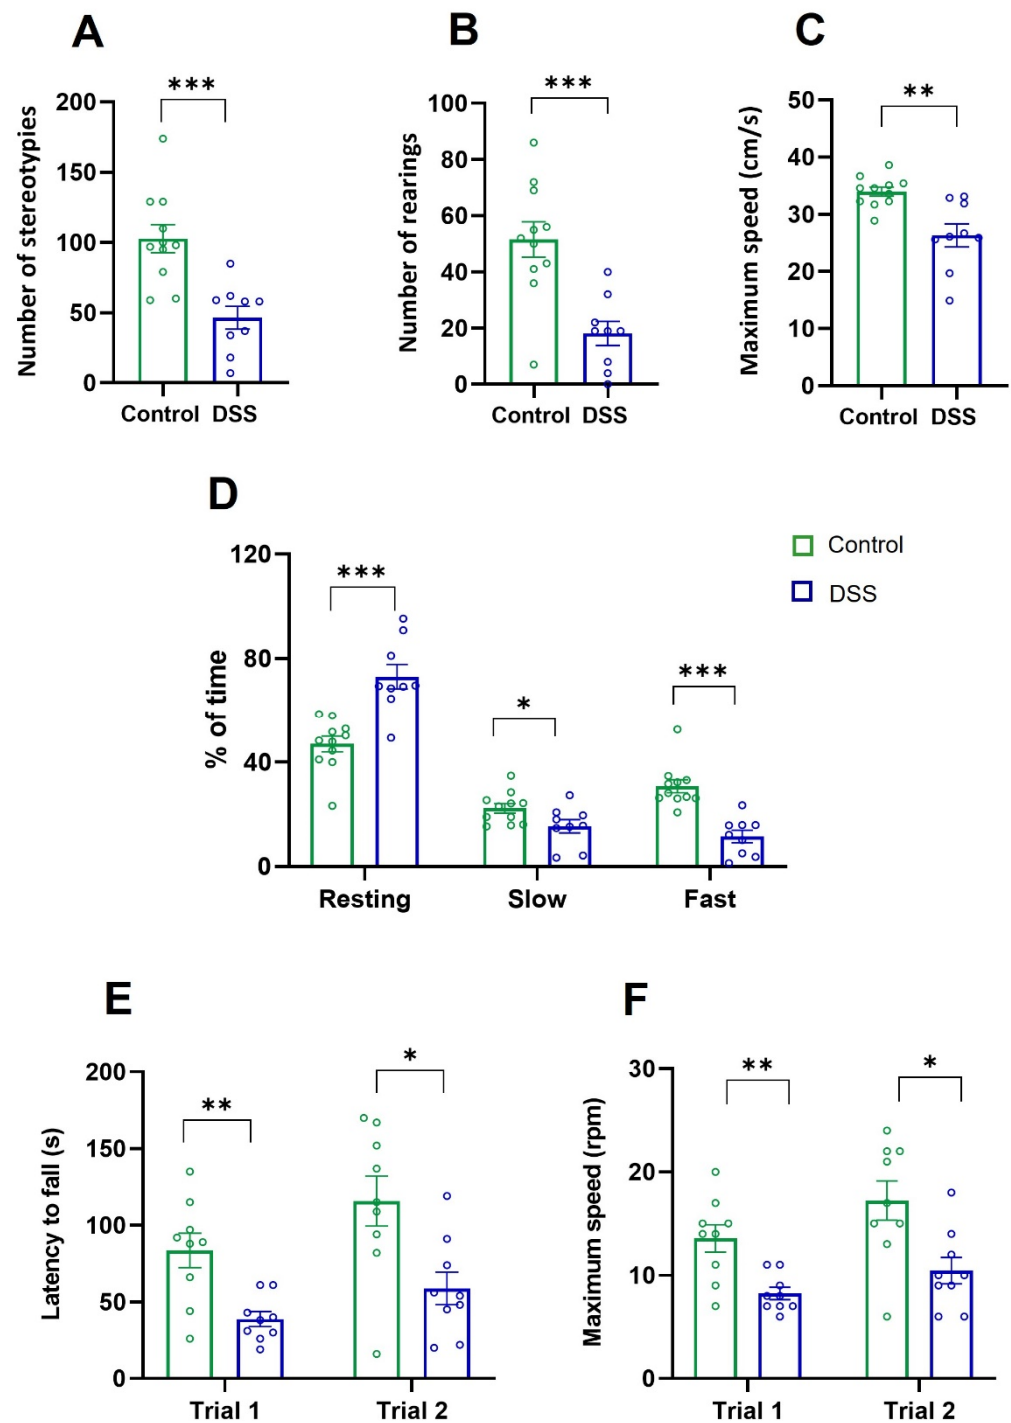 A
Number of stereotypies
200
150
100
50
0
***
Control DSS
B
Number of rearings
100
80
60
40
20
0
***
Control DSS
C
Maximum speed (cm/s)
50
40
30
20
10
0
**
Control DSS
D
% of time
120
80
40
0
***
*
***
Resting Slow Fast
Control
DSS
E
Latency to fall (s)
200
150
100
50
0
**
*
Trial 1 Trial 2
F
Maximum speed (rpm)
30
20
10
0
**
*
Trial 1 Trial 2